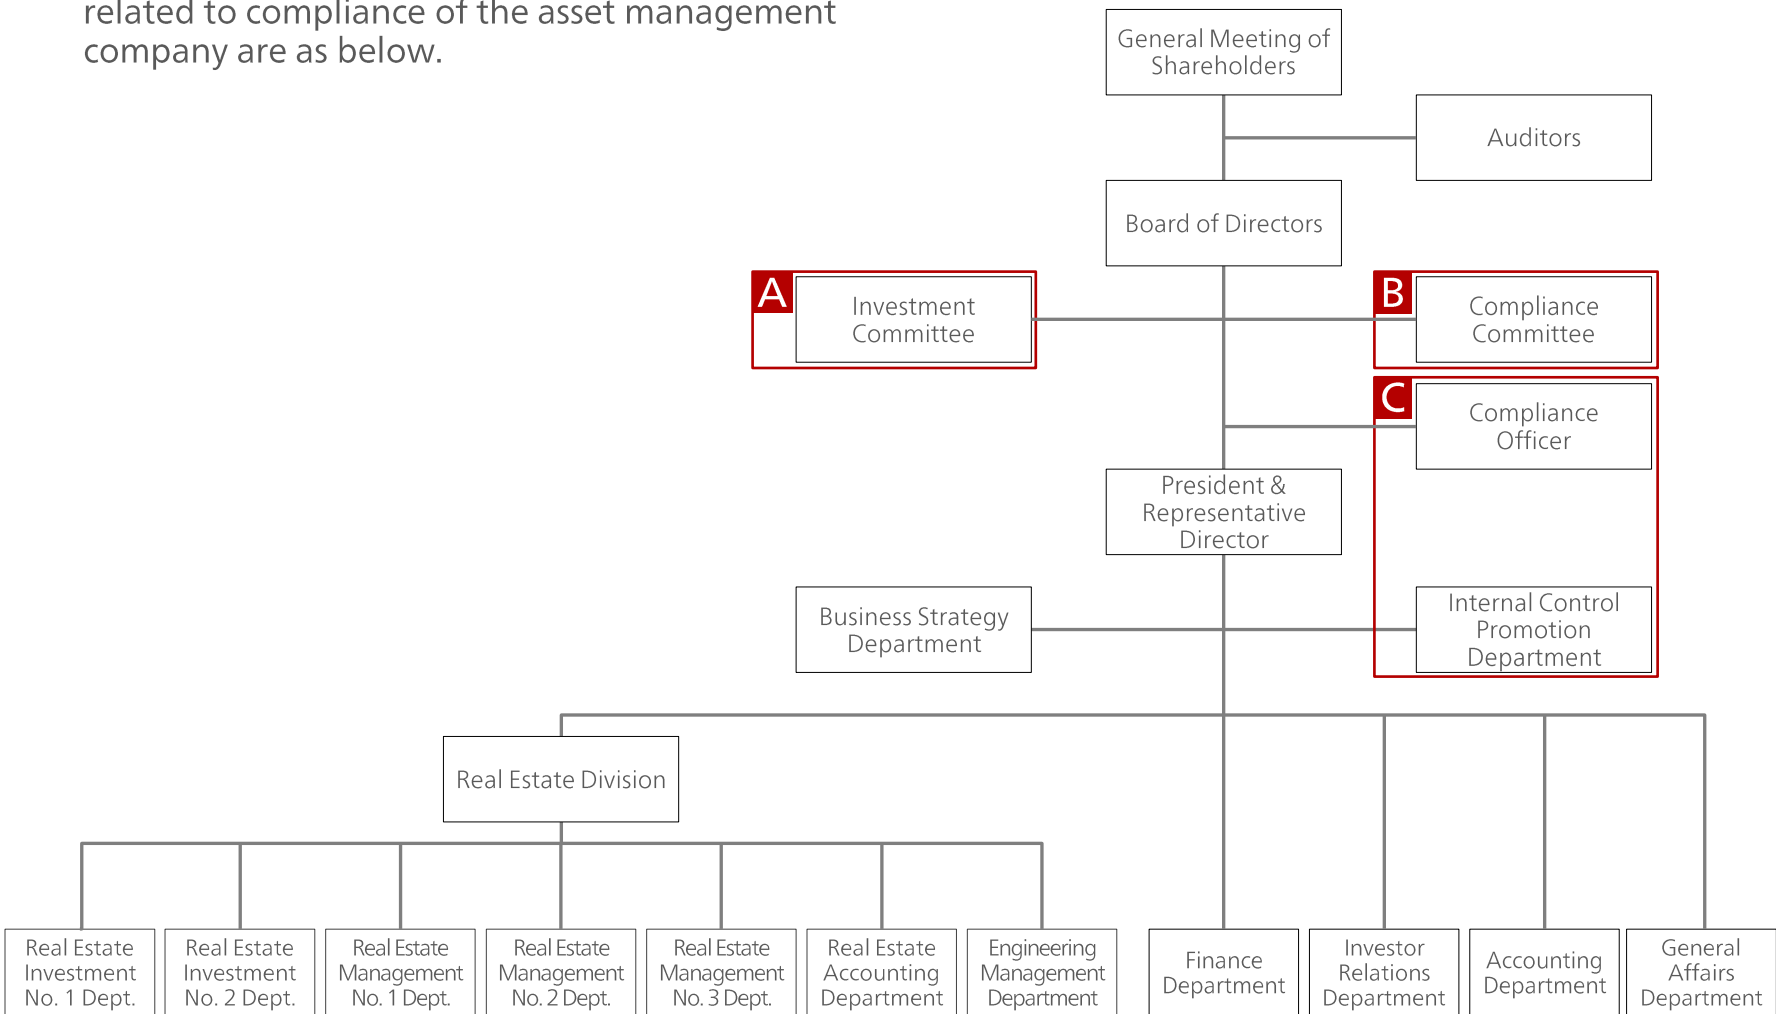 related to compliance of the asset management
company are as below.
General Meeting of
Shareholders
Auditors
Board of Directors
A
Investment
Committee
B
Compliance
Committee
C
Compliance
Officer
President &
Representative
Director
Business Strategy
Department
Internal Control
Promotion
Department
Real Estate Division
Real Estate
Investment
No. 1 Dept.
Real Estate
Investment
No. 2 Dept.
Real Estate
Management
No. 1 Dept.
Real Estate
Management
No. 2 Dept.
Real Estate
Management
No. 3 Dept.
Real Estate
Accounting
Department
Engineering
Management
Department
Finance
Department
Investor
Relations
Department
Accounting
Department
General
Affairs
Department